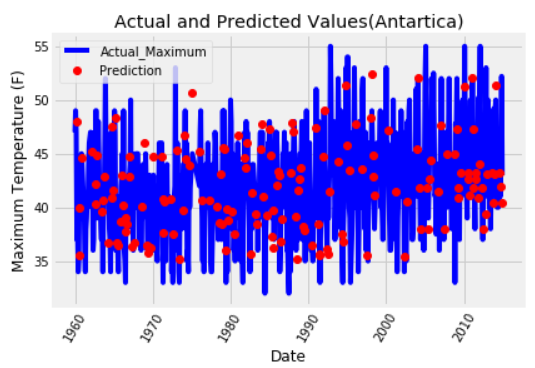 Actual and Predicted Values(Antartica)
Actual_Maximum
Prediction
Maximum Temperature (F)
55
50
45
40
35
1960
1970
1980
1990
2000
2010
Date